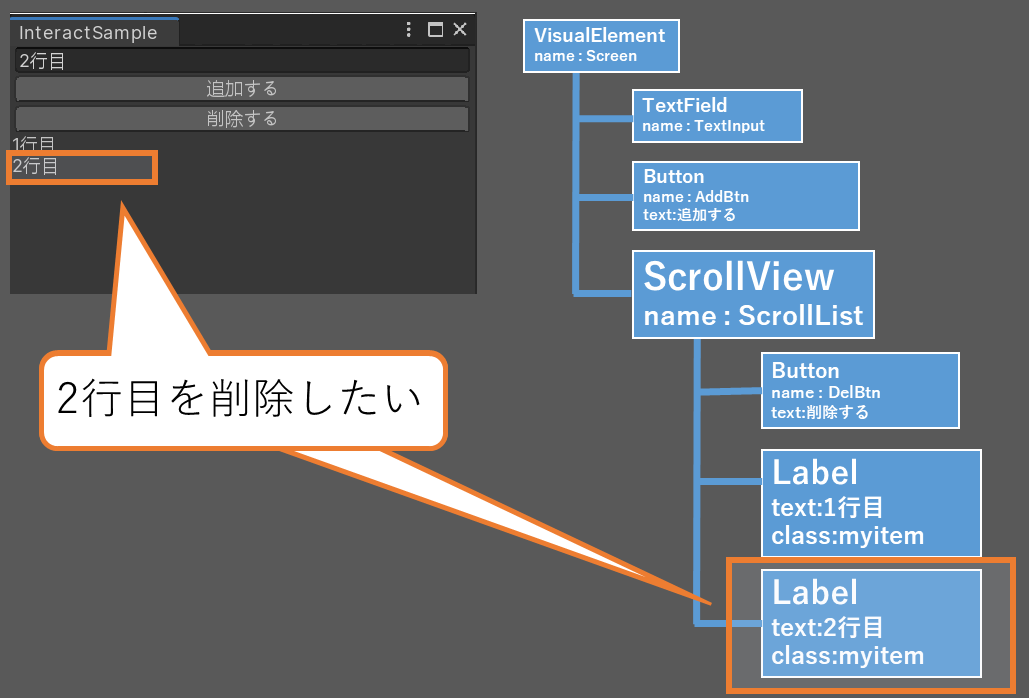 InteractSample
2行目
追加する
削除する
1行目
2行目
2行目を削除したい
VisualElement
name : Screen
TextField
name : TextInput
Button
name : AddBtn
text:追加する
ScrollView
name : ScrollList
Button
name : DelBtn
text:削除する
Label
text:1行目
class:myitem
Label
text:2行目
class:myitem